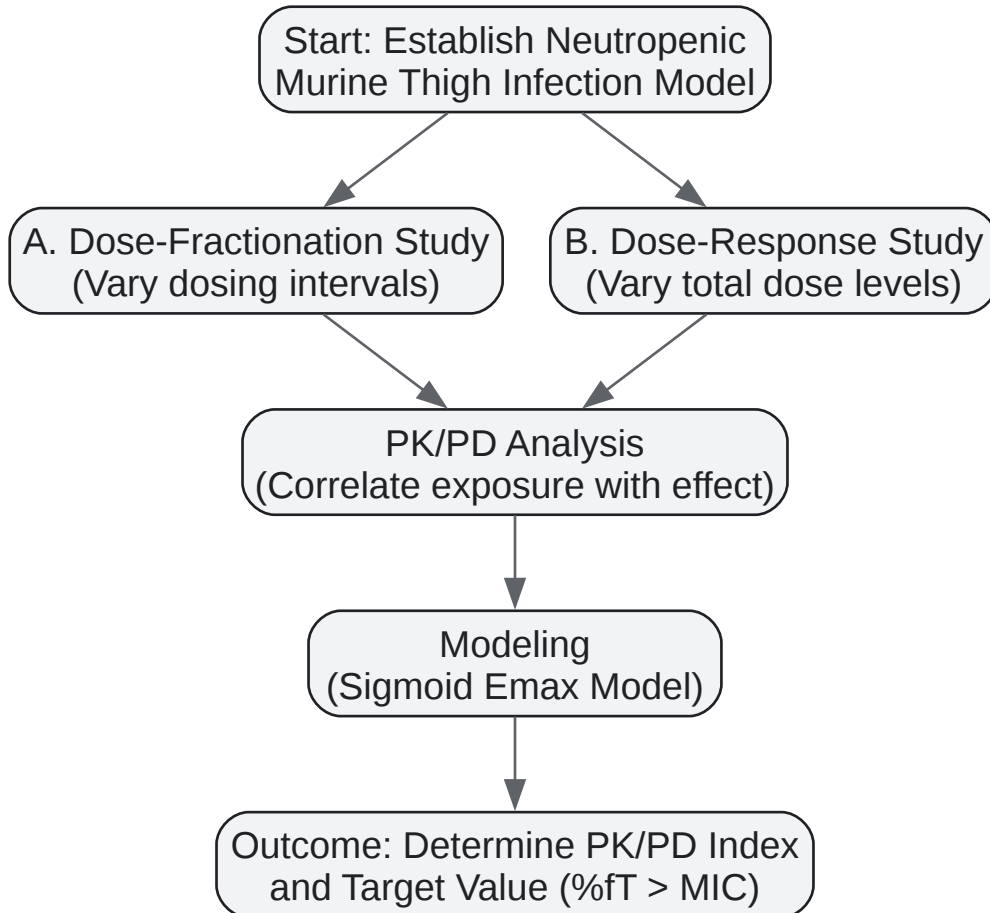 Start: Establish Neutropenic
Murine Thigh Infection Model
A. Dose-Fractionation Study
(Vary dosing intervals)
B. Dose-Response Study
(Vary total dose levels)
PK/PD Analysis
(Correlate exposure with effect)
Modeling
(Sigmoid Emax Model)
Outcome: Determine PK/PD Index
and Target Value (%fT > MIC)